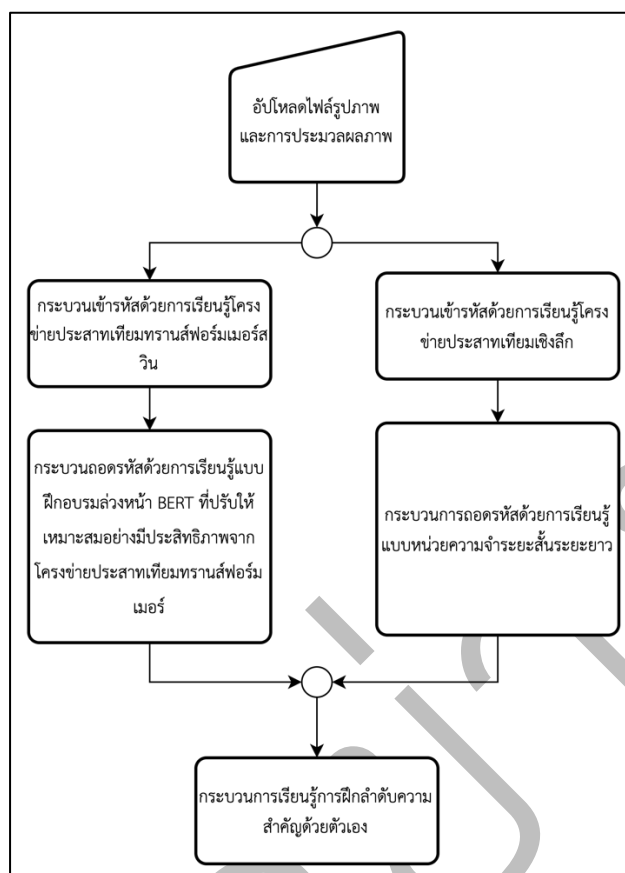 อัปโหลดไฟล์รูปภาพ
และการประมวลผลภาพ
กระบวนเข้ารหัสด้วยการเรียนรู้โครง
ข่ายประสาทเทียมทรานส์ฟอร์มเมอร์ส
วิน
กระบวนเข้ารหัสด้วยการเรียนรู้โครง
ข่ายประสาทเทียมเชิงลึก
กระบวนถอดรหัสด้วยการเรียนรู้แบบ
ฝึกอบรมล่วงหน้า BERT ที่ปรับให้
เหมาะสมอย่างมีประสิทธิภาพจาก
โครงข่ายประสาทเทียมทรานส์ฟอร์ม
เมอร์
กระบวนการถอดรหัสด้วยการเรียนรู้
แบบหน่วยความจำระยะสั้นระยะยาว
กระบวนการเรียนรู้การฝึกลำดับความ
สำคัญด้วยตัวเอง